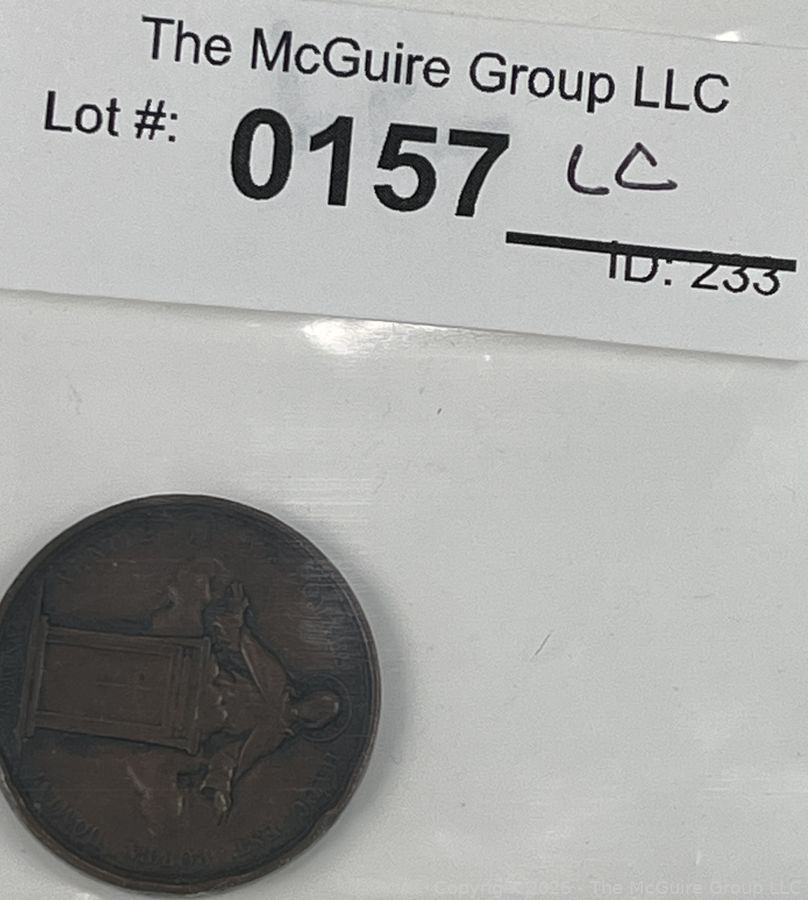 The McGuire Group LLC
Lot #: 0157 LC
ID: 233
Copyright © 2025 - The McGuire Group LLC